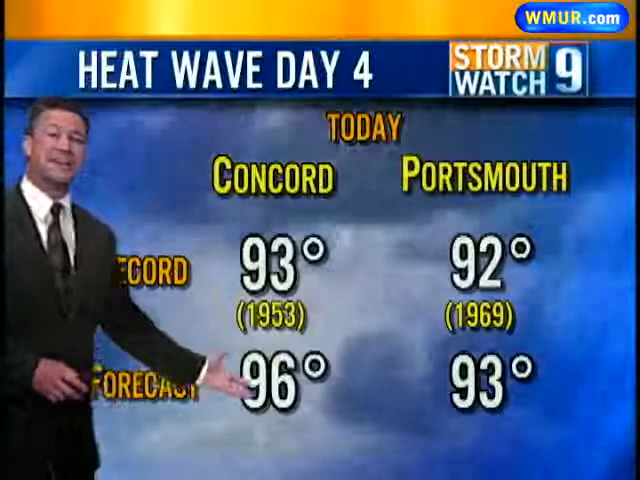 WMUR.com
HEAT WAVE DAY 4
STORM
WATCH 9
TODAY
CONCORD PORTSMOUTH
ECORD 93° 92°
(1953) (1969)
FORECAST 96° 93°